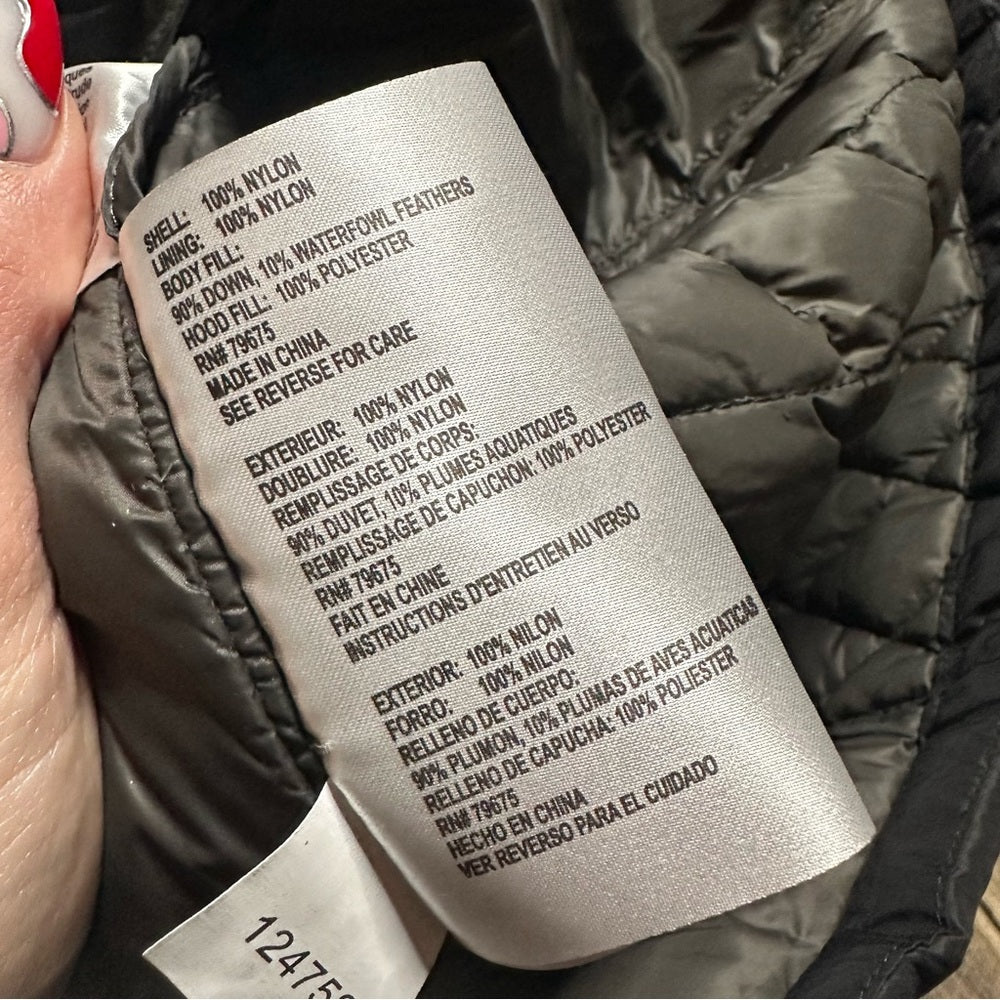 SHELL: 100% NYLON
LINING: 100% NYLON
BODY FILL:
90% DOWN, 10% WATERFOWL FEATHERS
HOOD FILL: 100% POLYESTER
RN# 79675
MADE IN CHINA
SEE REVERSE FOR CARE
EXTERIEUR: 100% NYLON
DOUBLURE: 100% NYLON
REMPLISSAGE DE CORPS:
90% DUVET, 10% PLUMES AQUATIQUES
REMPLISSAGE DE CAPUCHON: 100% POLYESTER
RN# 79675
FAIT EN CHINE
INSTRUCTIONS D'ENTRETIEN AU VERSO
EXTERIOR: 100% NILON
FORRO: 100% NILON
RELLENO DE CUERPO:
90% PLUMON, 10% PLUMAS DE AVES ACUATICAS
RELLENO DE CAPUCHA: 100% POLIESTER
RN# 79675
HECHO EN CHINA
VER REVERSO PARA EL CUIDADO